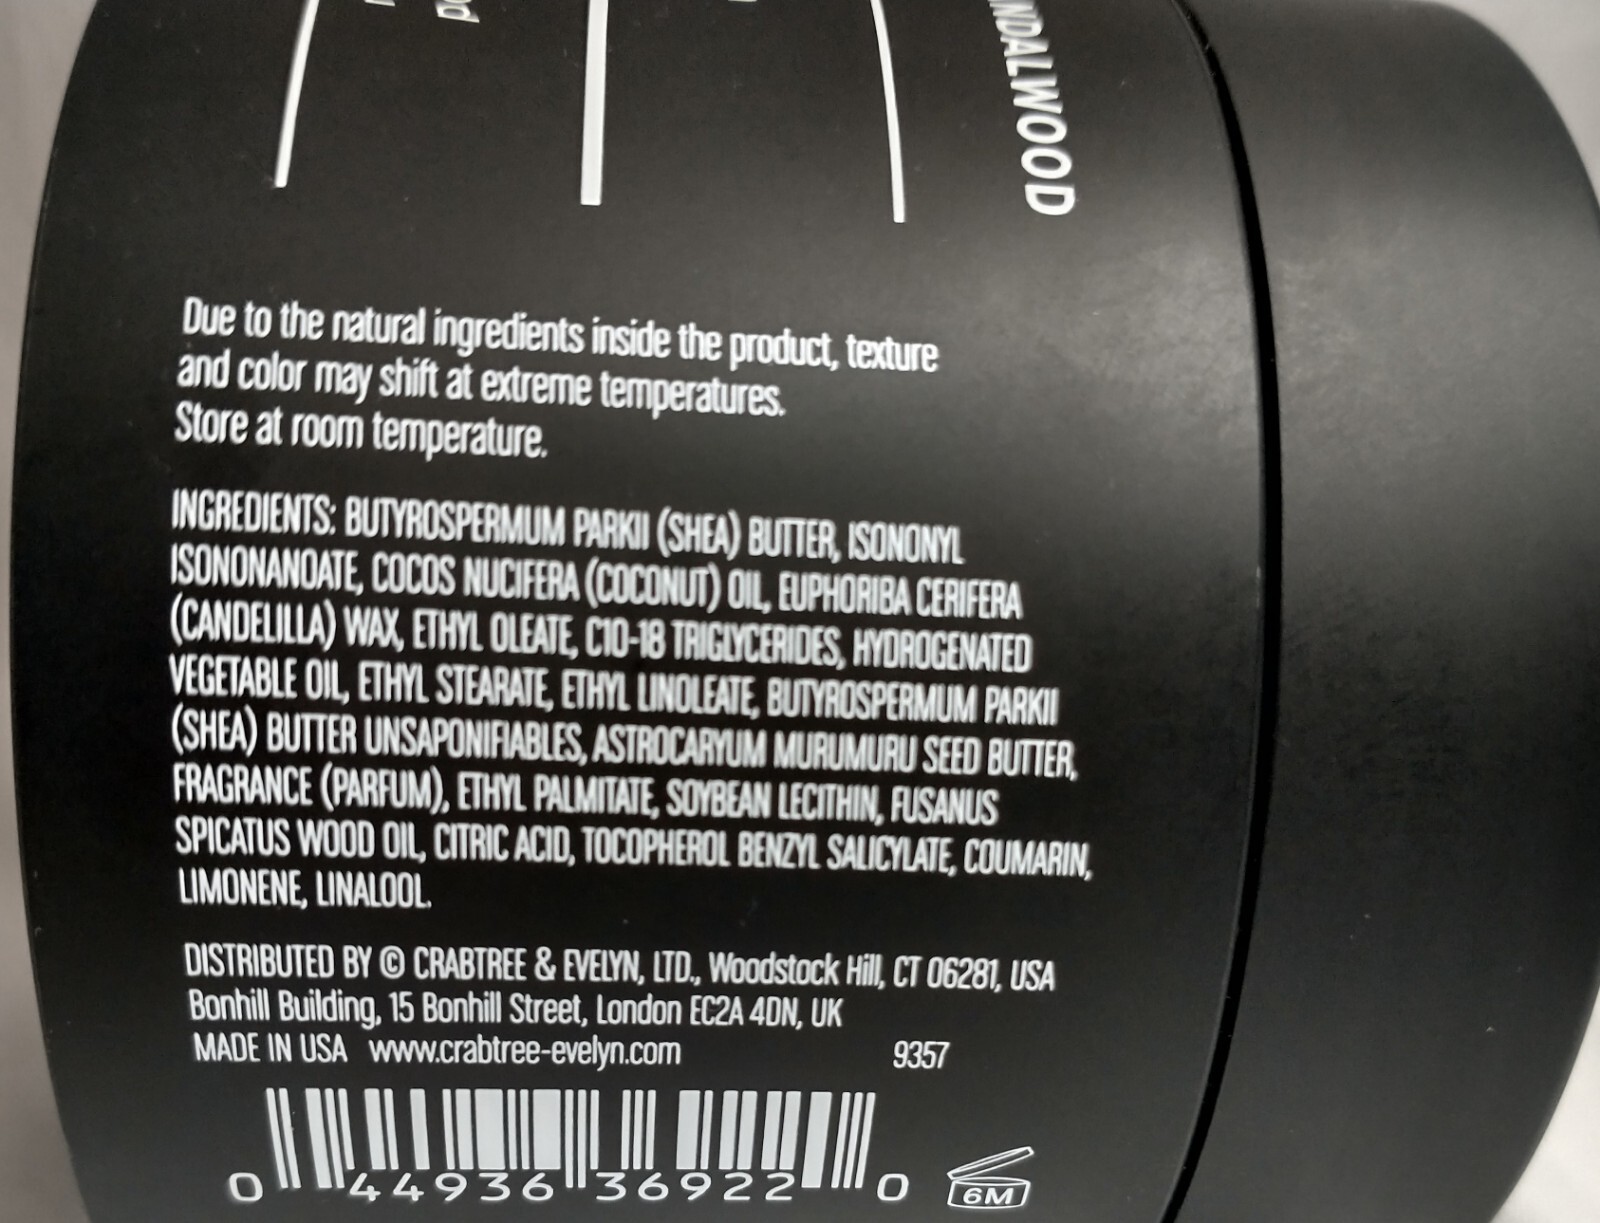 NDALWOOD
Due to the natural ingredients inside the product, texture
and color may shift at extreme temperatures.
Store at room temperature.
INGREDIENTS: BUTYROSPERMUM PARKII (SHEA) BUTTER, ISONONYL
ISONONANOATE, COCOS NUCIFERA (COCONUT) OIL, EUPHORIBA CERIFERA
(CANDELILLA) WAX, ETHYL OLEATE, C10-18 TRIGLYCERIDES, HYDROGENATED
VEGETABLE OIL, ETHYL STEARATE, ETHYL LINOLEATE, BUTYROSPERMUM PARKII
(SHEA) BUTTER UNSAPONIFIABLES, ASTROCARYUM MURUMURU SEED BUTTER,
FRAGRANCE (PARFUM), ETHYL PALMITATE, SOYBEAN LECITHIN, FUSANUS
SPICATUS WOOD OIL, CITRIC ACID, TOCOPHEROL BENZYL SALICYLATE, COUMARIN,
LIMONENE, LINALOOL.
DISTRIBUTED BY © CRABTREE & EVELYN, LTD., Woodstock Hill, CT 06281, USA
Bonhill Building, 15 Bonhill Street, London EC2A 4DN, UK
MADE IN USA www.crabtree-evelyn.com 9357
0 44936 36922 0
6M